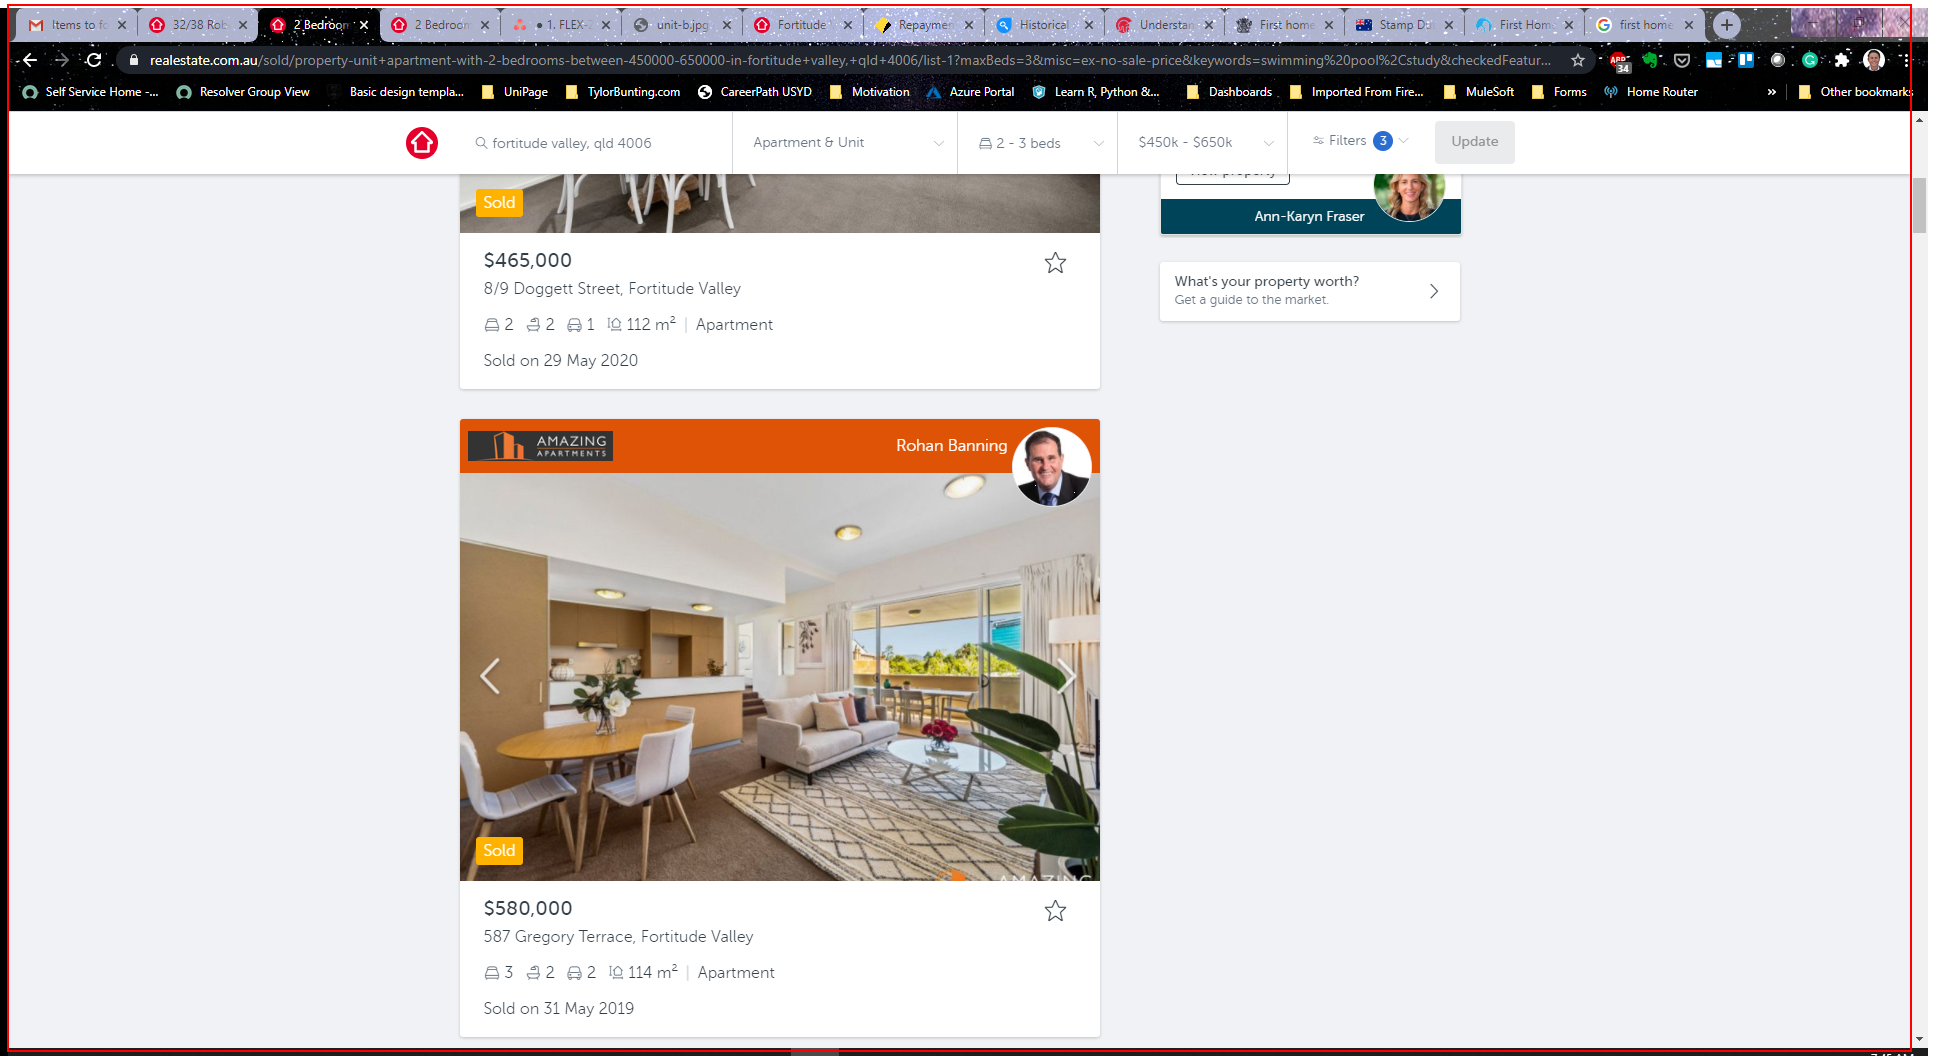 Items to fo
32/38 Rob
2 Bedroom
2 Bedroom
● 1. FLEX-
unit-b.jpg
Fortitude
Repaymen
Historical
Understan
First home
Stamp Du
First Hom
first home
realestate.com.au/sold/property-unit+apartment-with-2-bedrooms-between-450000-650000-in-fortitude+valley,+qld+4006/list-1?maxBeds=3&misc=ex-no-sale-price&keywords=swimming%20pool%2Cstudy&checkedFeatur...
ABP
34
Self Service Home -...
Resolver Group View
Basic design templa...
UniPage
TylorBunting.com
CareerPath USYD
Motivation
Azure Portal
Learn R, Python &...
Dashboards
Imported From Fire...
MuleSoft
Forms
Home Router
»
Other bookmarks
fortitude valley, qld 4006
Apartment & Unit
2 - 3 beds
$450k - $650k
Filters 3
Update
View property
Sold
Ann-Karyn Fraser
$465,000
8/9 Doggett Street, Fortitude Valley
2 2 1 112 m² | Apartment
Sold on 29 May 2020
What's your property worth?
Get a guide to the market.
AMAZING
APARTMENTS
Rohan Banning
Sold
AMAZING
$580,000
587 Gregory Terrace, Fortitude Valley
3 2 2 114 m² | Apartment
Sold on 31 May 2019